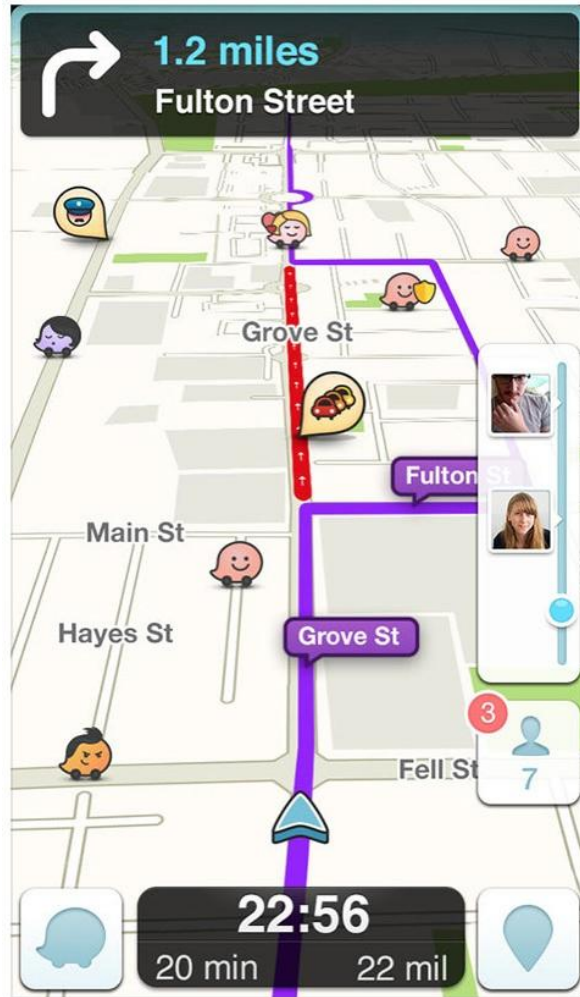 1.2 miles
Fulton Street
Grove St
Fulton St
Main St
Hayes St
Grove St
3
Fell St
7
22:56
20 min 22 mil